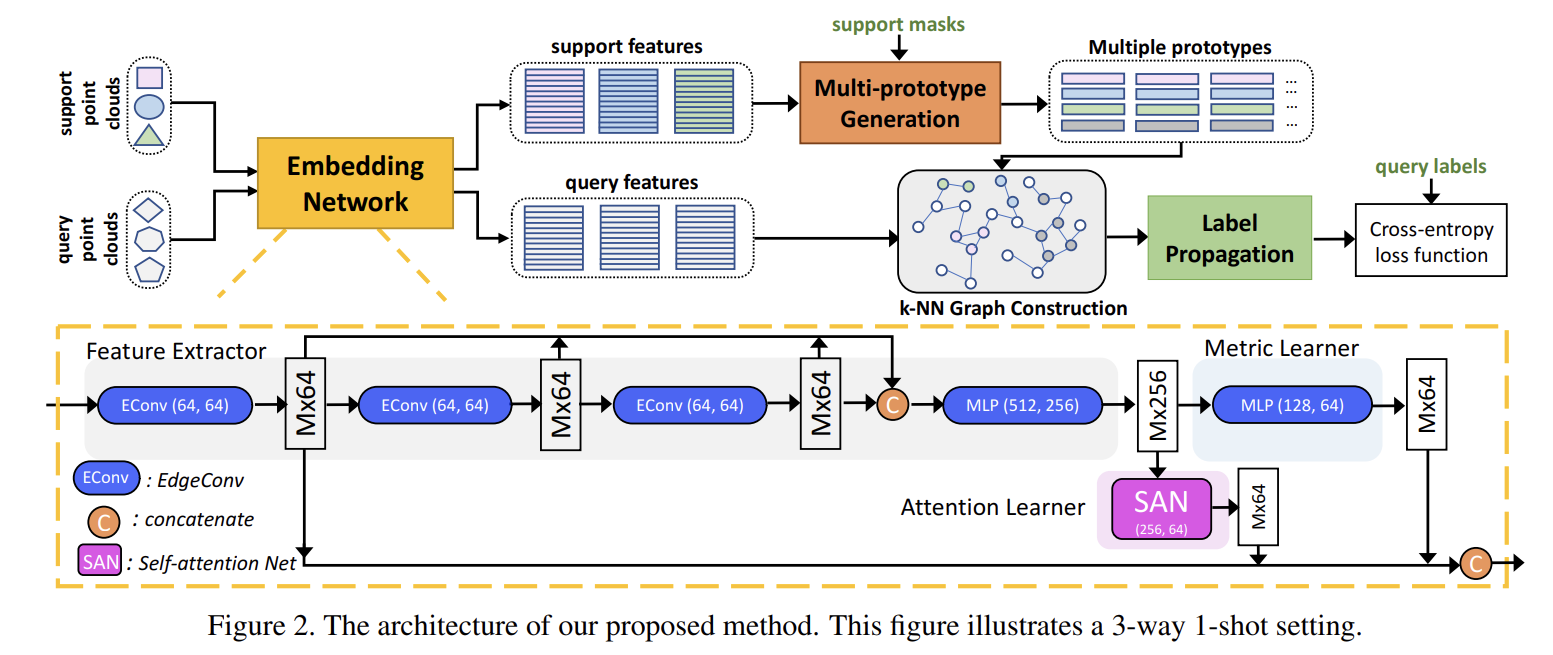 support masks
support features
Multiple prototypes
support
point
clouds
Multi-prototype
Generation
...
...
...
...
Embedding
Network
query features
query labels
query
point
clouds
Label
Propagation
Cross-entropy
loss function
k-NN Graph Construction
Feature Extractor
Metric Learner
EConv (64, 64)
Mx64
EConv (64, 64)
Mx64
EConv (64, 64)
Mx64
C
MLP (512, 256)
Mx256
MLP (128, 64)
Mx64
EConv : EdgeConv
C : concatenate
SAN : Self-attention Net
Attention Learner
SAN
(256, 64)
Mx64
C
Figure 2. The architecture of our proposed method. This figure illustrates a 3-way 1-shot setting.